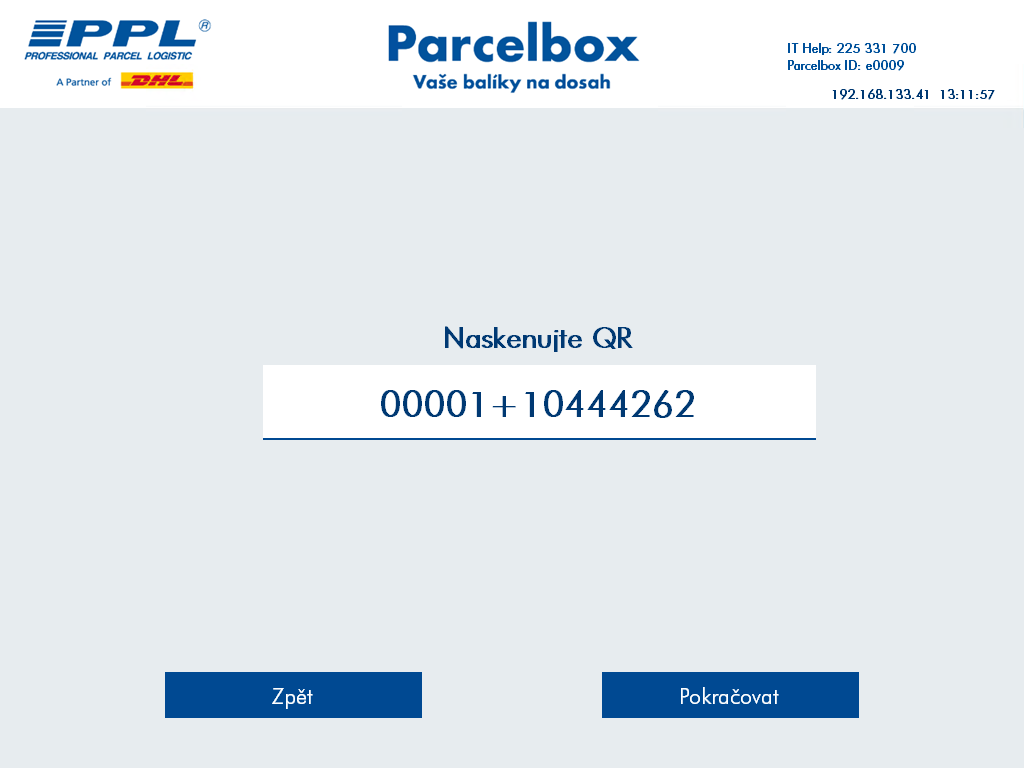 PPL®
PROFESSIONAL PARCEL LOGISTIC
A Partner of DHL
Parcelbox
Vaše balíky na dosah
IT Help: 225 331 700
Parcelbox ID: e0009
192.168.133.41 13:11:57
Naskenujte QR
00001+10444262
Zpět
Pokračovat